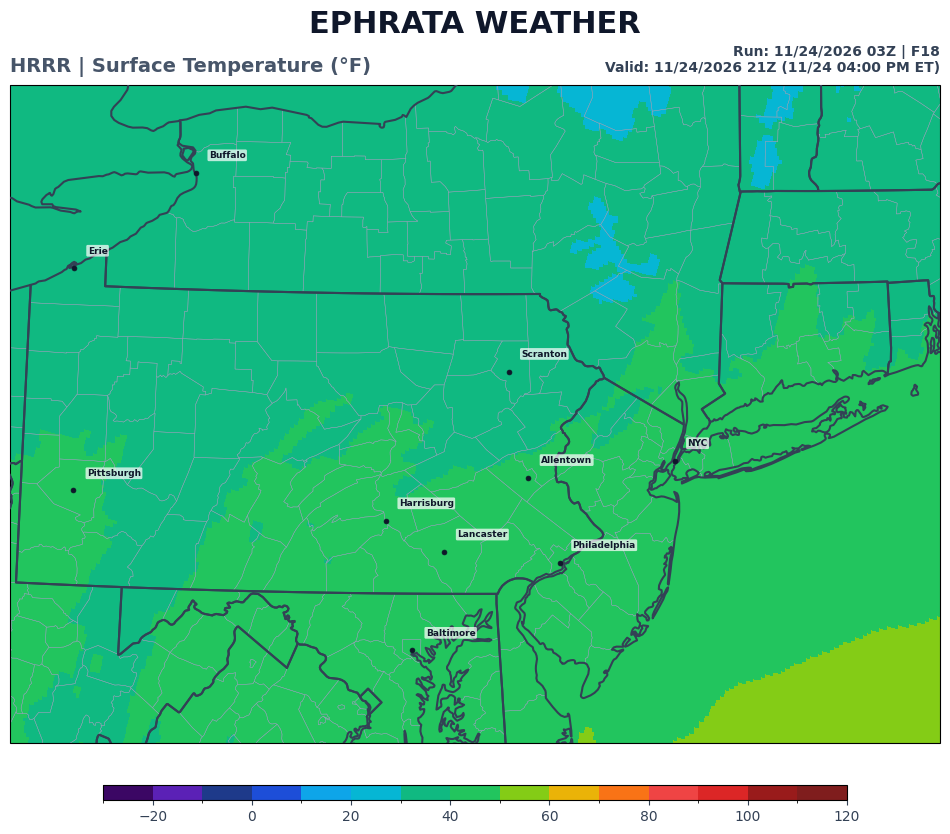 EPHRATA WEATHER
HRRR | Surface Temperature (°F)
Run: 11/24/2026 03Z | F18
Valid: 11/24/2026 21Z (11/24 04:00 PM ET)
Buffalo
Erie
Scranton
NYC
Allentown
Pittsburgh
Harrisburg
Lancaster
Philadelphia
Baltimore
−20 0 20 40 60 80 100 120